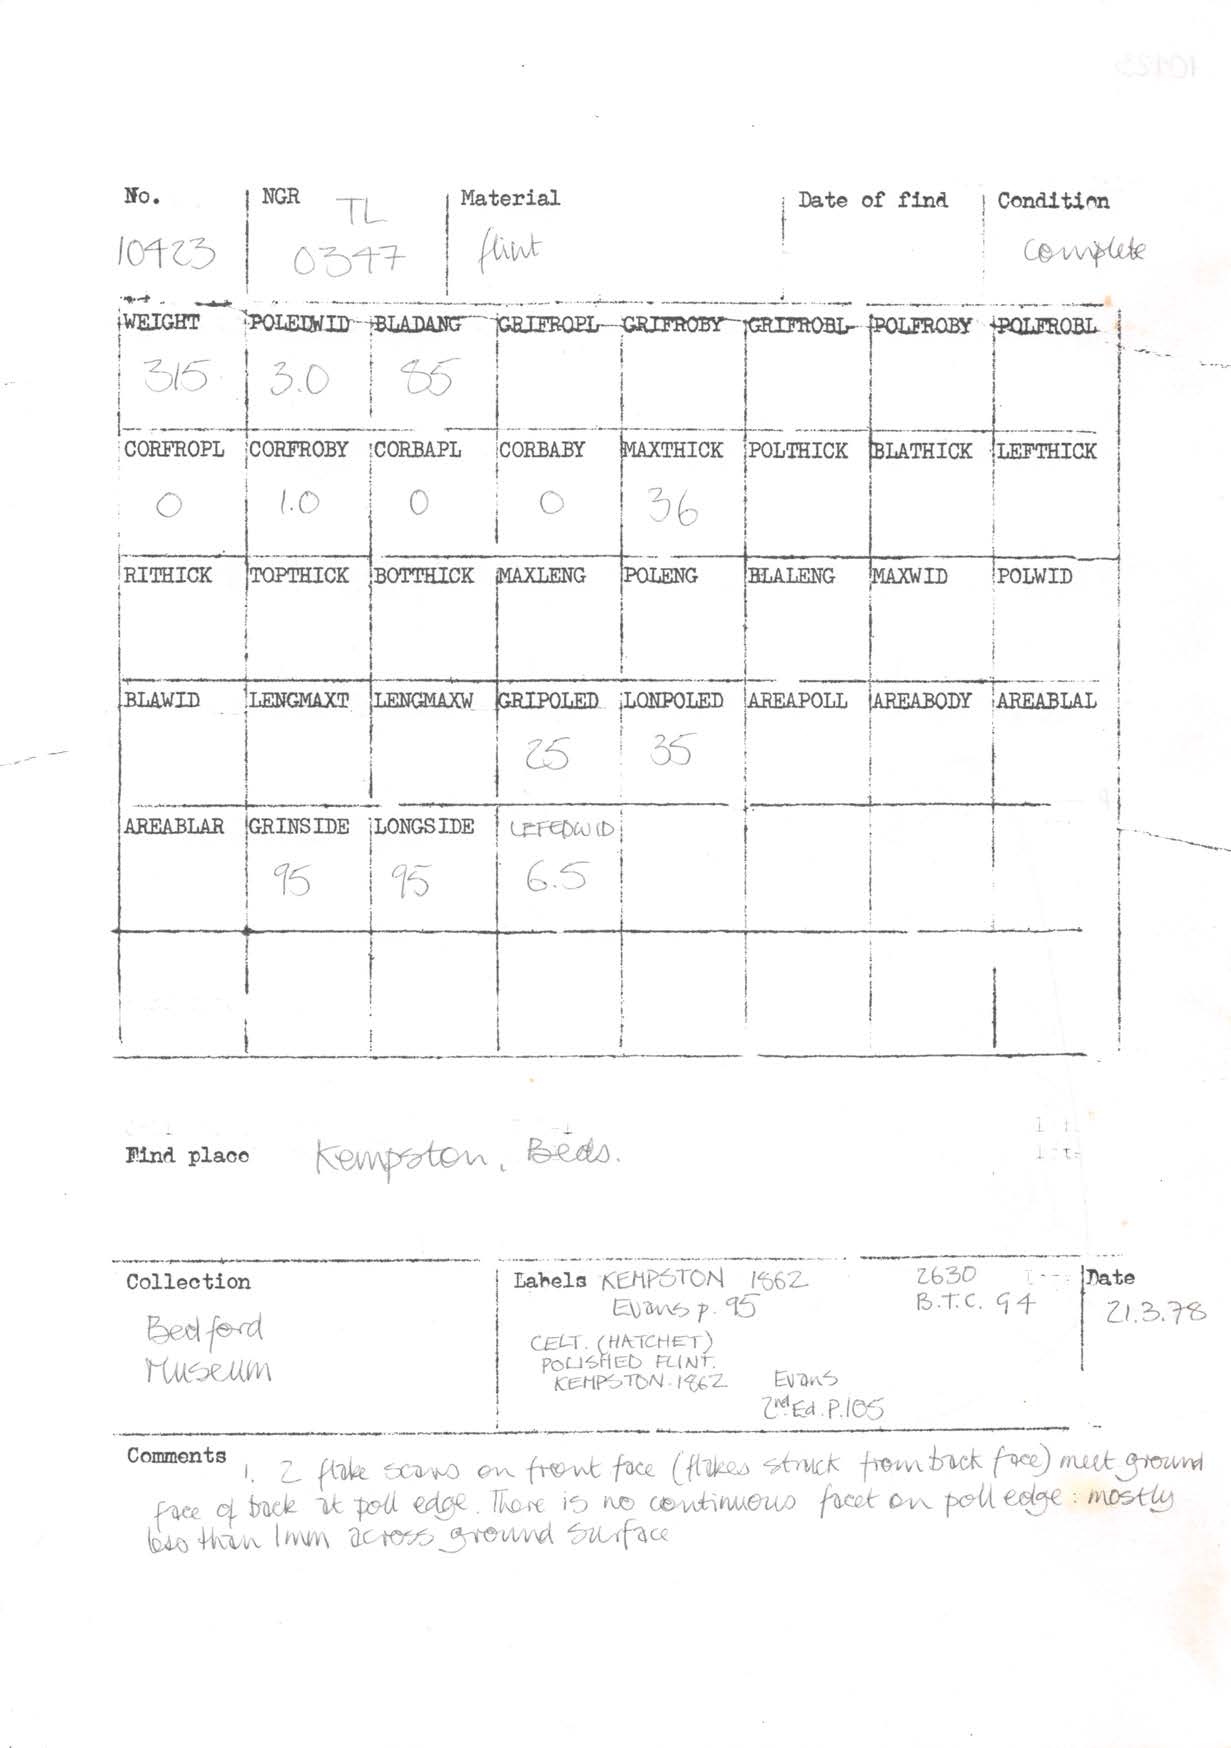 No. NGR TL Material Date of find Condition
10423 0347 flint complete
WEIGHT POLEDWID BLADANG GRIFROPL GRIFROBY GRIFROBL POLFROBY POLFROBL
315 3.0 85
CORFROPL CORFROBY CORBAPL CORBABY MAXTHICK POLTHICK BLATHICK LEFTHICK
0 1.0 0 0 36
RITHICK TOPTHICK BOTTHICK MAXLENG POLENG BLALENG MAXWID POLWID
BLAWID LENGMAXT LENGMAXW GRIPOLED LONPOLED AREAPOLL AREABODY AREABLAL
25 35
AREABLAR GRINSIDE LONGSIDE LEFEDWID
95 95 6.5
Find place Kempston, Beds.
Collection
Bedford
Museum
Labels KEMPSTON 1862 2630
Evans p. 95 B.T.C. 94
CELT. (HATCHET)
POLISHED FLINT.
KEMPSTON. 1862 Evans
2nd Ed. P.105
Date
21.3.78
Comments 1. 2 flake scars on front face (flakes struck from back face) meet ground
face of back at poll edge. There is no continuous facet on poll edge: mostly
less than 1mm across ground surface